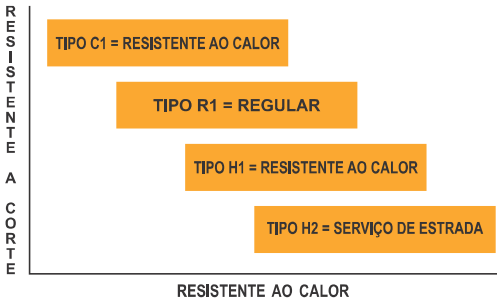 RESISTENTE A CORTE
TIPO C1 = RESISTENTE AO CALOR
TIPO R1 = REGULAR
TIPO H1 = RESISTENTE AO CALOR
TIPO H2 = SERVIÇO DE ESTRADA
RESISTENTE AO CALOR